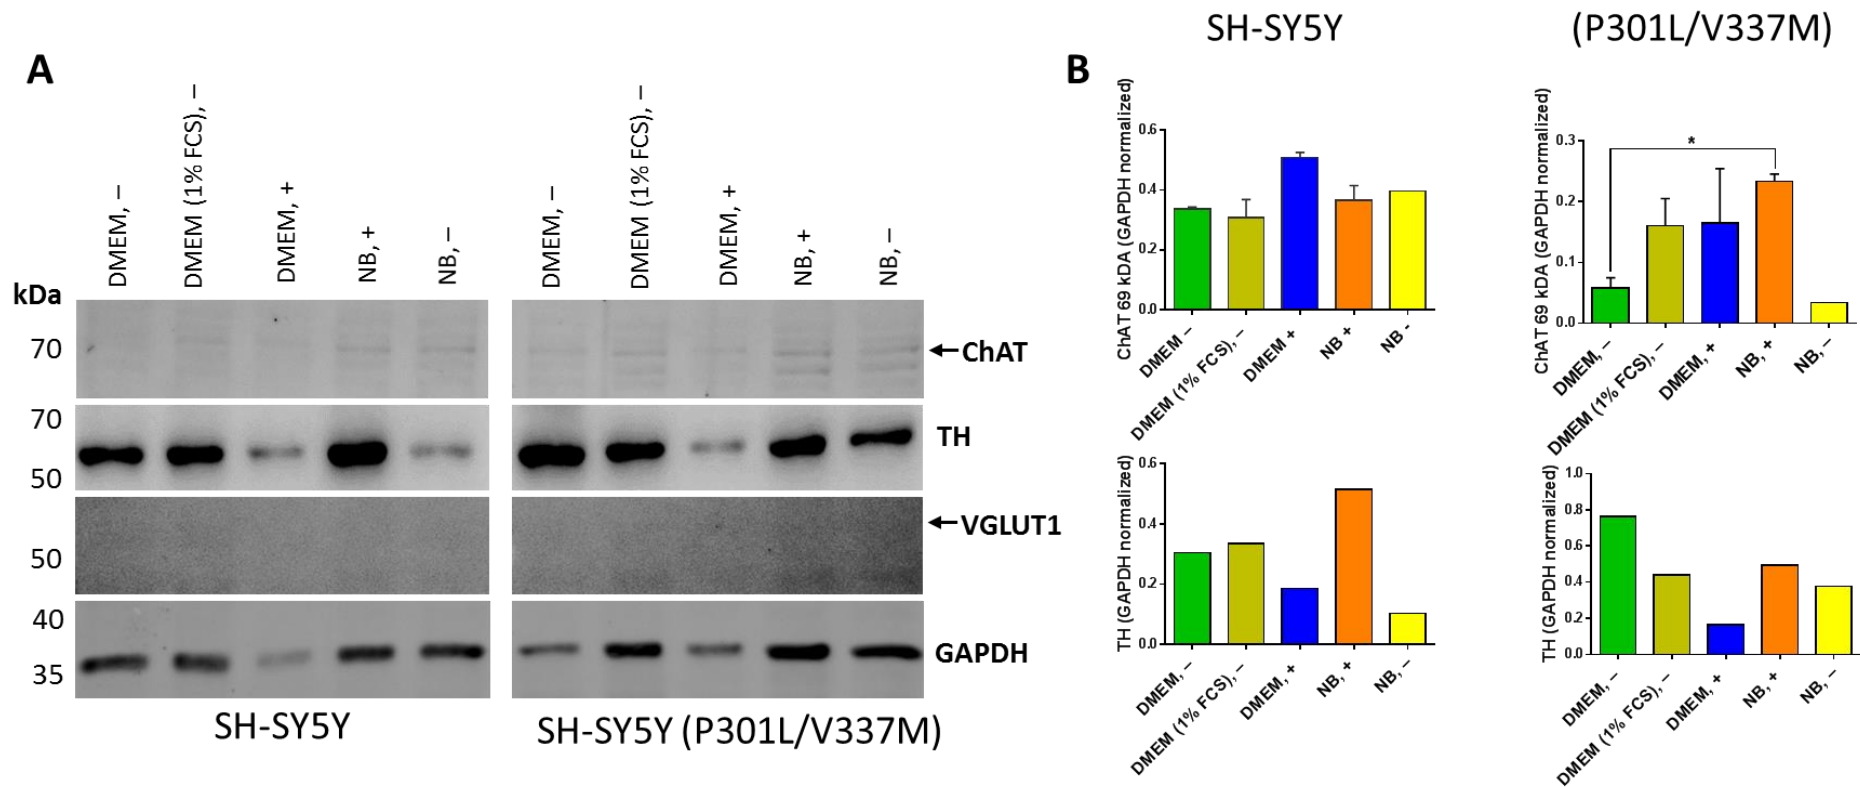 SH-SY5Y
(P301L/V337M)
A
B
DMEM, –
DMEM (1% FCS), –
DMEM, +
NB, +
NB, –
DMEM, –
DMEM (1% FCS), –
DMEM, +
NB, +
NB, –
kDa
70
←ChAT
70
TH
50
←VGLUT1
50
40
GAPDH
35
SH-SY5Y
SH-SY5Y (P301L/V337M)
ChAT 69 kDA (GAPDH normalized)
0.6
0.4
0.2
0.0
DMEM –
DMEM (1% FCS), –
DMEM +
NB +
NB -
ChAT 69 kDA (GAPDH normalized)
0.3
0.2
0.1
0.0
*
DMEM, –
DMEM (1% FCS), –
DMEM, +
NB, +
NB, –
TH (GAPDH normalized)
0.6
0.4
0.2
0.0
DMEM, –
DMEM (1% FCS), –
DMEM, +
NB, +
NB, –
TH (GAPDH normalized)
1.0
0.8
0.6
0.4
0.2
0.0
DMEM, –
DMEM (1% FCS), –
DMEM, +
NB, +
NB, –